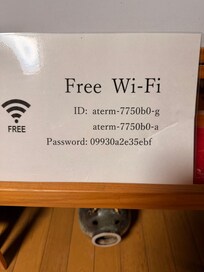 Free Wi-Fi
FREE
ID: aterm-7750b0-g
aterm-7750b0-a
Password: 09930a2e35ebf